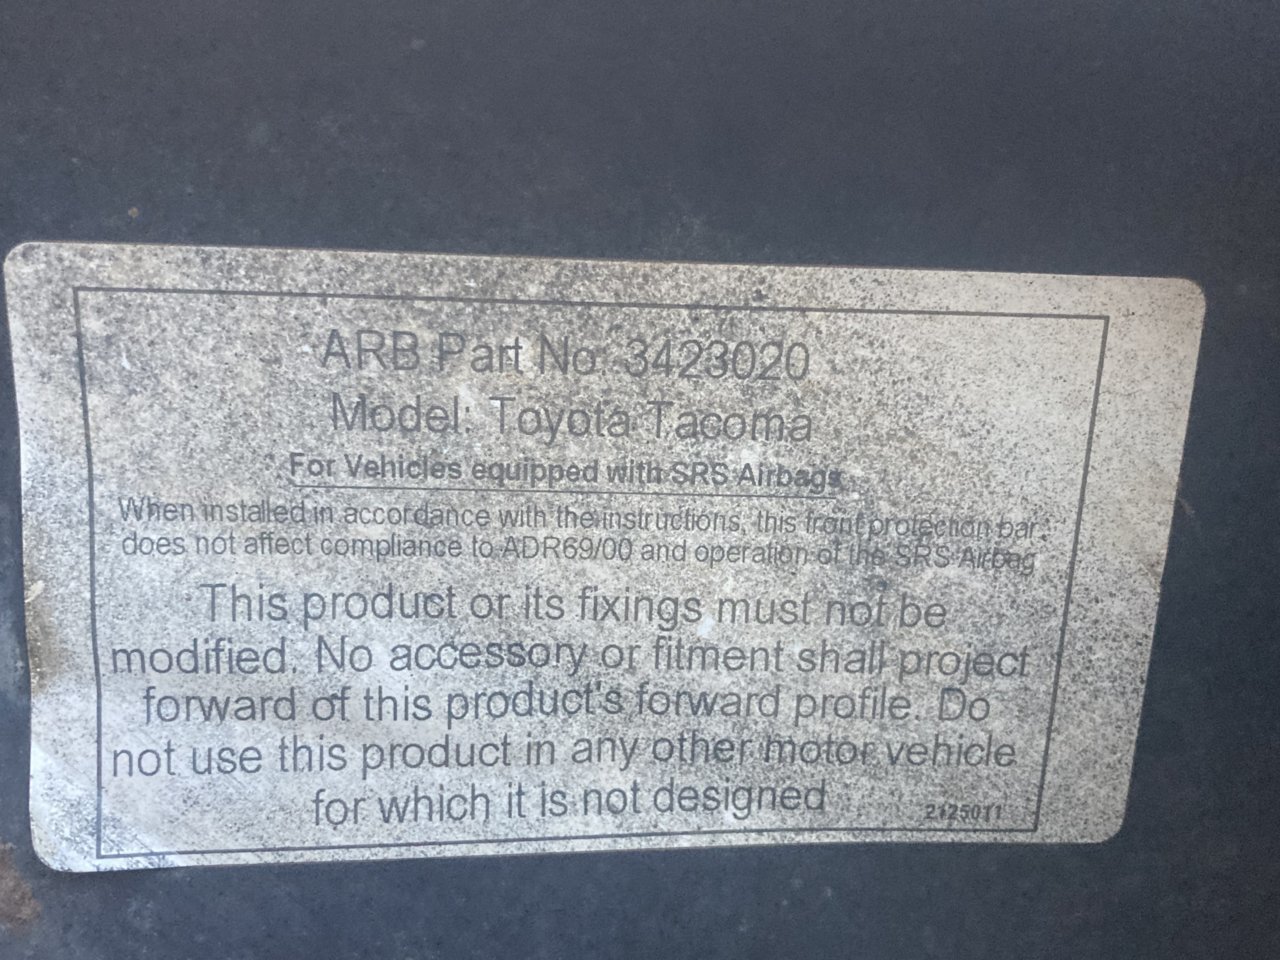 ARB Part No: 3423020
Model: Toyota Tacoma
For Vehicles equipped with SRS Airbags
When installed in accordance with the instructions, this front protection bar
does not affect compliance to ADR69/00 and operation of the SRS Airbag
This product or its fixings must not be
modified. No accessory or fitment shall project
forward of this product's forward profile. Do
not use this product in any other motor vehicle
for which it is not designed
2125011